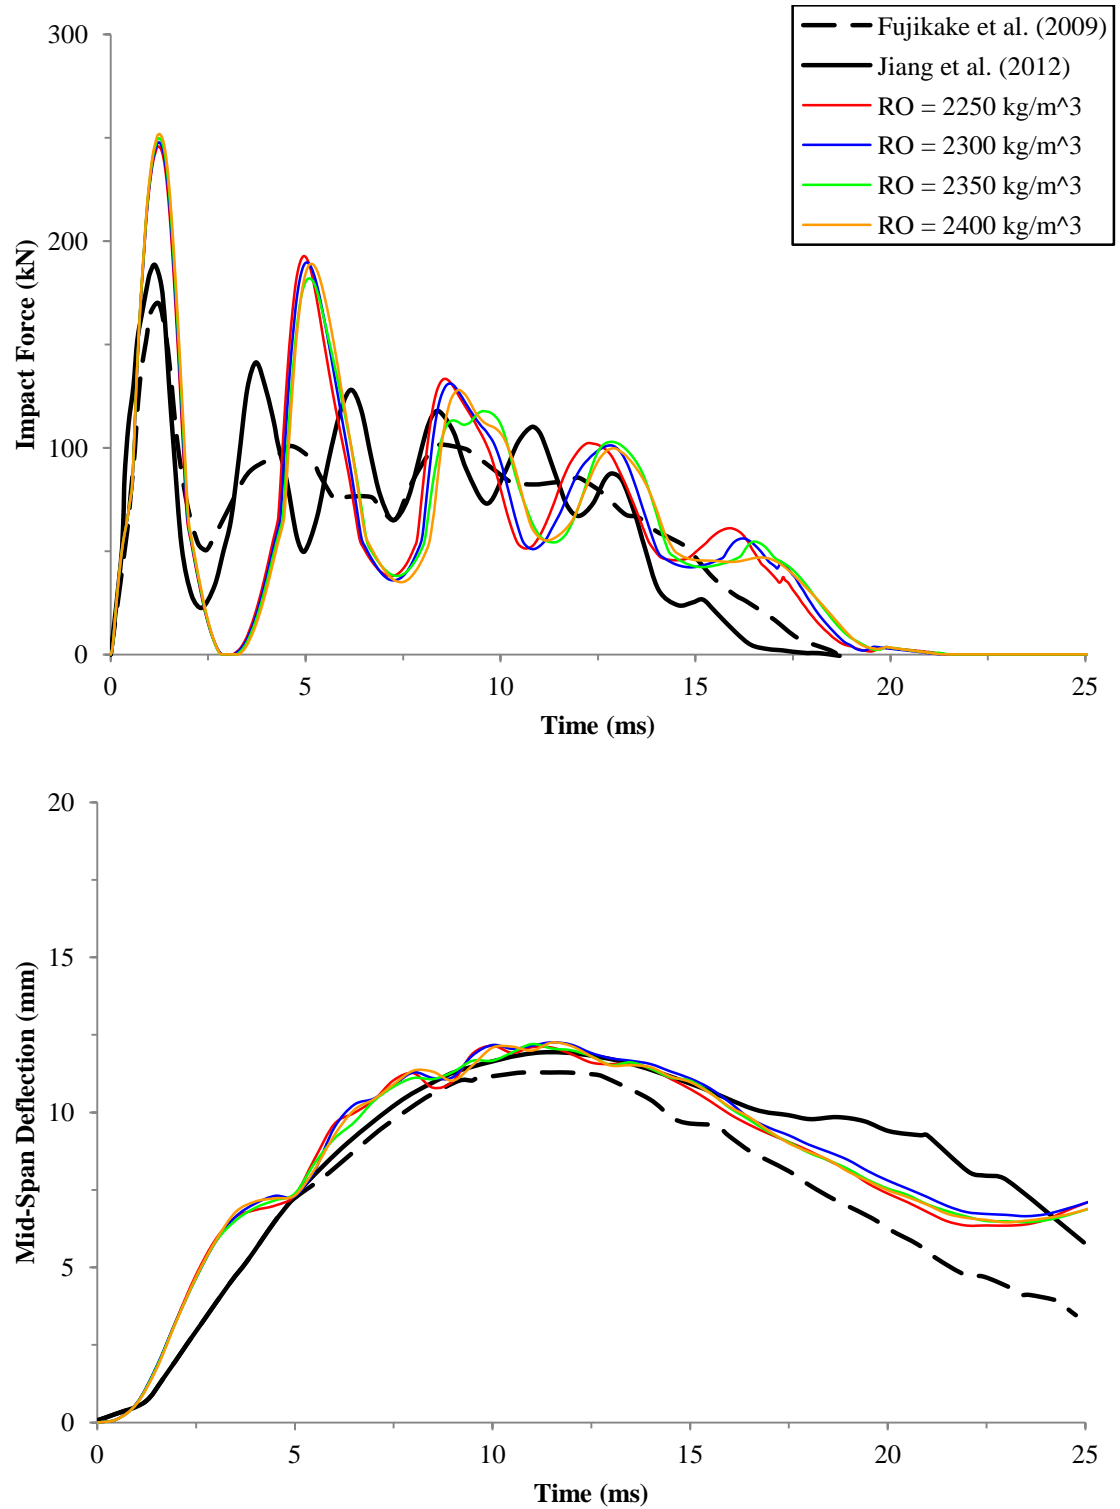 Fujikake et al. (2009)
Jiang et al. (2012)
RO = 2250 kg/m^3
RO = 2300 kg/m^3
RO = 2350 kg/m^3
RO = 2400 kg/m^3
300
200
100
0
Impact Force (kN)
0 5 10 15 20 25
Time (ms)
20
15
10
5
0
Mid-Span Deflection (mm)
0 5 10 15 20 25
Time (ms)